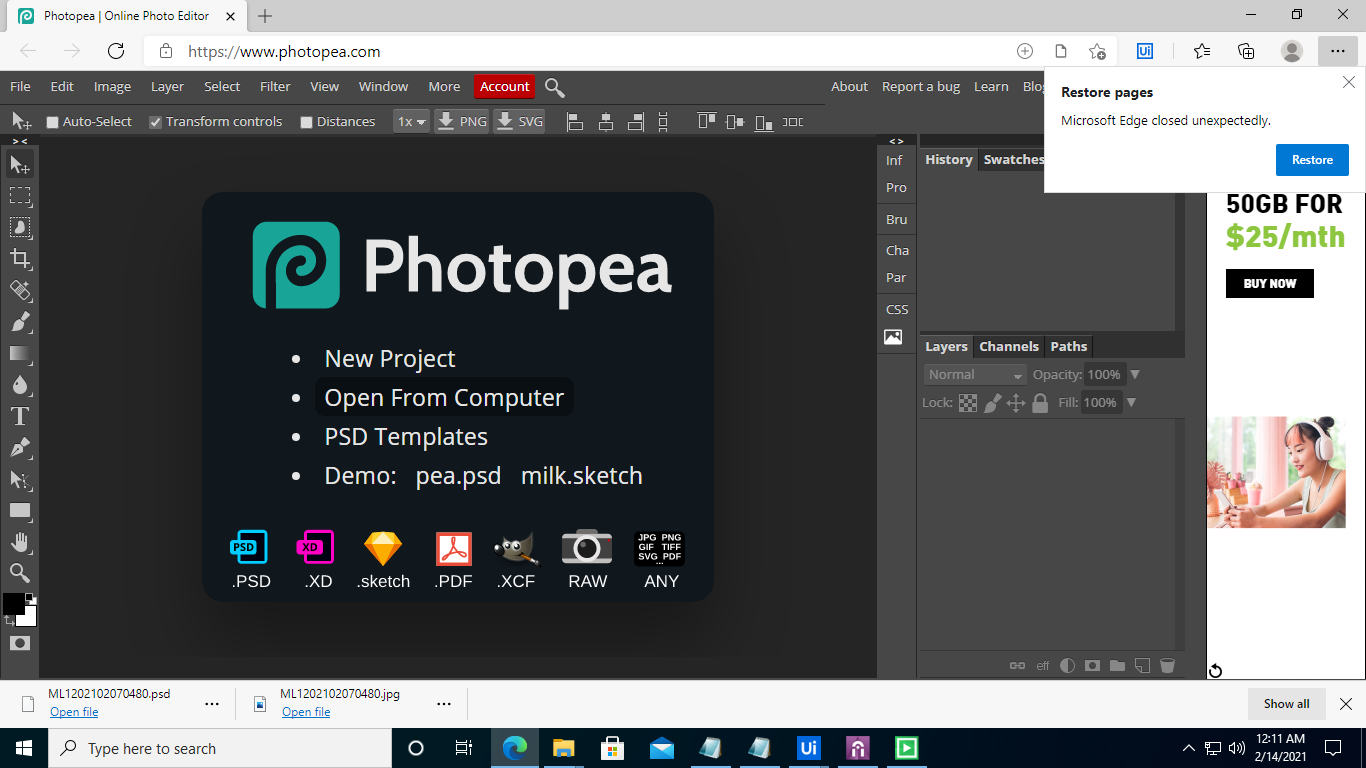 Photopea | Online Photo Editor
https://www.photopea.com
File Edit Image Layer Select Filter View Window More Account
About Report a bug Learn
Restore pages
Microsoft Edge closed unexpectedly.
Restore
Auto-Select Transform controls Distances 1x PNG SVG
> <
< >
Inf
Pro
Bru
Cha
Par
CSS
History Swatches
50GB FOR
$25/mth
BUY NOW
Photopea
New Project
Open From Computer
PSD Templates
Demo: pea.psd milk.sketch
PSD
XD
JPG PNG
GIF TIFF
SVG PDF
...
.PSD .XD .sketch .PDF .XCF RAW ANY
Layers Channels Paths
Normal Opacity: 100%
Lock: Fill: 100%
eff
ML1202102070480.psd
Open file
ML1202102070480.jpg
Open file
Show all
Type here to search
Ui
12:11 AM
2/14/2021